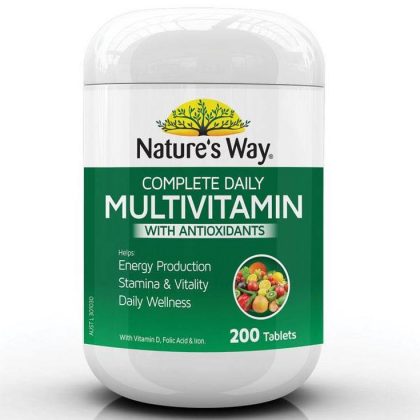 Nature's Way®
COMPLETE DAILY
MULTIVITAMIN
WITH ANTIOXIDANTS
Helps:
Energy Production
Stamina & Vitality
Daily Wellness
With Vitamin D, Folic Acid & Iron.
200 Tablets